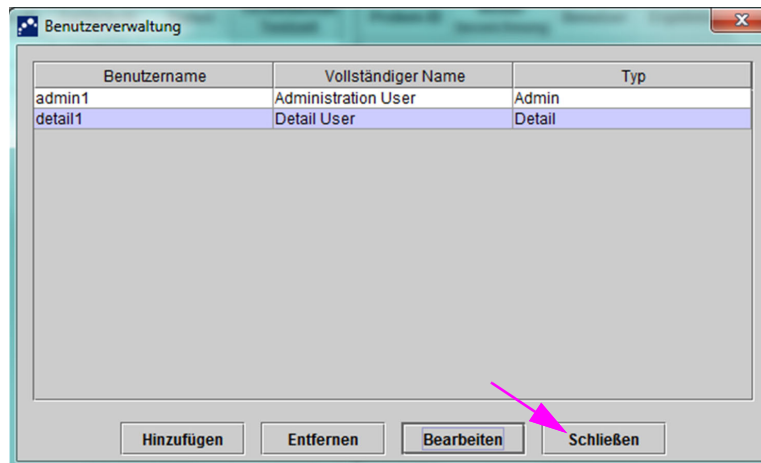 Benutzerverwaltung
Benutzername Vollständiger Name Typ
admin1 Administration User Admin
detail1 Detail User Detail
Hinzufügen Entfernen Bearbeiten Schließen